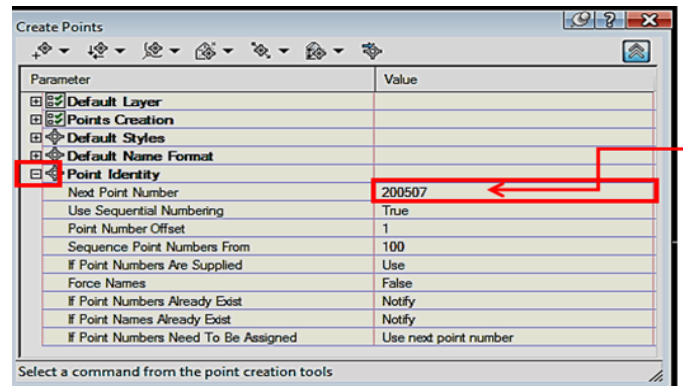 Create Points
Parameter Value
Default Layer
Points Creation
Default Styles
Default Name Format
Point Identity
Next Point Number 200507
Use Sequential Numbering True
Point Number Offset 1
Sequence Point Numbers From 100
If Point Numbers Are Supplied Use
Force Names False
If Point Numbers Already Exist Notify
If Point Names Already Exist Notify
If Point Numbers Need To Be Assigned Use next point number
Select a command from the point creation tools